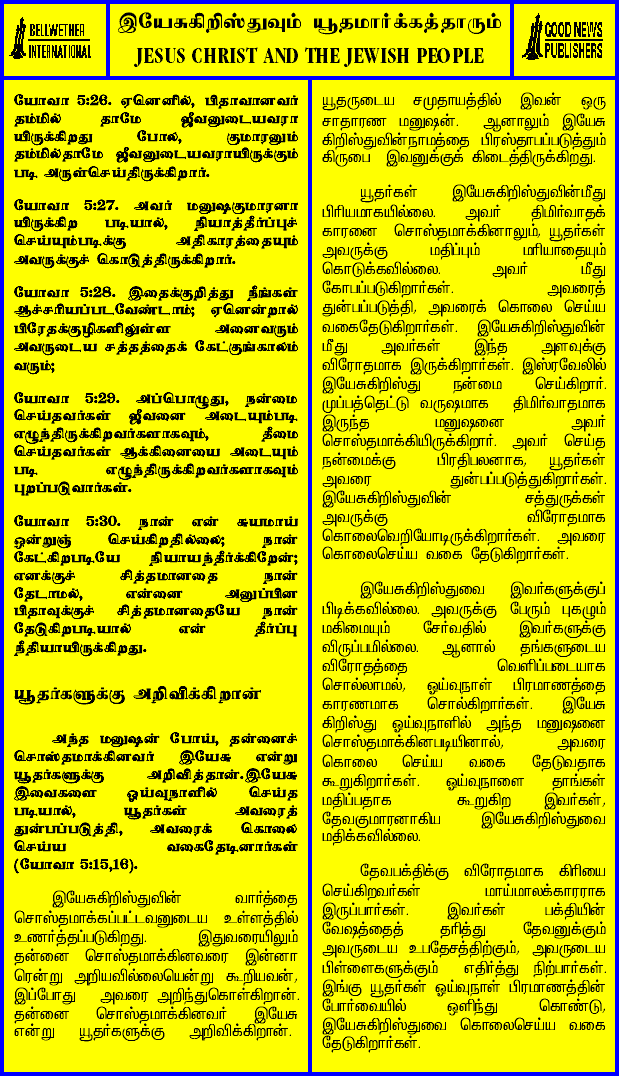 BELLWETHER
INTERNATIONAL
இயேசுகிறிஸ்துவும் யூதமார்க்கத்தாரும்
JESUS CHRIST AND THE JEWISH PEOPLE
GOOD NEWS
PUBLISHERS
யோவா 5:26. ஏனெனில், பிதாவானவர்
தம்மில் தாமே ஜீவனுடையவரா
யிருக்கிறது போல, குமாரனும்
தம்மில்தாமே ஜீவனுடையவராயிருக்கும்
படி அருள்செய்திருக்கிறார்.
யோவா 5:27. அவர் மனுஷகுமாரனா
யிருக்கிற படியால், நியாத்தீர்ப்புச்
செய்யும்படிக்கு அதிகாரத்தையும்
அவருக்குச் கொடுத்திருக்கிறார்.
யோவா 5:28. இதைக்குறித்து நீங்கள்
ஆச்சரியப்படவேண்டாம்; ஏனென்றால்
பிரேதக்குழிகளிலுள்ள அனைவரும்
அவருடைய சத்தத்தைக் கேட்குங்காலம்
வரும்;
யோவா 5:29. அப்பொழுது, நன்மை
செய்தவர்கள் ஜீவனை அடையும்படி
எழுந்திருக்கிறவர்களாகவும், தீமை
செய்தவர்கள் ஆக்கினையை அடையும்
படி எழுந்திருக்கிறவர்களாகவும்
புறப்படுவார்கள்.
யோவா 5:30. நான் என் சுயமாய்
ஒன்றுஞ் செய்கிறதில்லை; நான்
கேட்கிறபடியே நியாயந்தீர்க்கிறேன்;
எனக்குச் சித்தமானதை நான்
தேடாமல், என்னை அனுப்பின
பிதாவுக்குச் சித்தமானதையே நான்
தேடுகிறபடியால் என் தீர்ப்பு
நீதியாயிருக்கிறது.
யூதர்களுக்கு அறிவிக்கிறான்
அந்த மனுஷன் போய், தன்னைச்
சொஸ்தமாக்கினவர் இயேசு என்று
யூதர்களுக்கு அறிவித்தான்.இயேசு
இவைகளை ஓய்வுநாளில் செய்த
படியால், யூதர்கள் அவரைத்
துன்பப்படுத்தி, அவரைக் கொலை
செய்ய வகைதேடினார்கள்
(யோவா 5:15,16).
இயேசுகிறிஸ்துவின் வார்த்தை
சொஸ்தமாக்கப்பட்டவனுடைய உள்ளத்தில்
உணர்த்தப்படுகிறது. இதுவரையிலும்
தன்னை சொஸ்தமாக்கினவரை இன்னா
ரென்று அறியவில்லையென்று கூறியவன்,
இப்போது அவரை அறிந்துகொள்கிறான்.
தன்னை சொஸ்தமாக்கினவர் இயேசு
என்று யூதர்களுக்கு அறிவிக்கிறான்.
யூதருடைய சமுதாயத்தில் இவன் ஒரு
சாதாரண மனுஷன். ஆனாலும் இயேசு
கிறிஸ்துவின்நாமத்தை பிரஸ்தாபப்படுத்தும்
கிருபை இவனுக்குக் கிடைத்திருக்கிறது.
யூதர்கள் இயேசுகிறிஸ்துவின்மீது
பிரியமாகயில்லை. அவர் திமிர்வாதக்
காரனை சொஸ்தமாக்கினாலும், யூதர்கள்
அவருக்கு மதிப்பும் மரியாதையும்
கொடுக்கவில்லை. அவர் மீது
கோபப்படுகிறார்கள். அவரைத்
துன்பப்படுத்தி, அவரைக் கொலை செய்ய
வகைதேடுகிறார்கள். இயேசுகிறிஸ்துவின்
மீது அவர்கள் இந்த அளவுக்கு
விரோதமாக இருக்கிறார்கள். இஸ்ரவேலில்
இயேசுகிறிஸ்து நன்மை செய்கிறார்.
முப்பத்தெட்டு வருஷமாக திமிர்வாதமாக
இருந்த மனுஷனை அவர்
சொஸ்தமாக்கியிருக்கிறார். அவர் செய்த
நன்மைக்கு பிரதிபலனாக, யூதர்கள்
அவரை துன்பப்படுத்துகிறார்கள்.
இயேசுகிறிஸ்துவின் சத்துருக்கள்
அவருக்கு விரோதமாக
கொலைவெறியோடிருக்கிறார்கள். அவரை
கொலைசெய்ய வகை தேடுகிறார்கள்.
இயேசுகிறிஸ்துவை இவர்களுக்குப்
பிடிக்கவில்லை. அவருக்கு பேரும் புகழும்
மகிமையும் சேர்வதில் இவர்களுக்கு
விருப்பமில்லை. ஆனால் தங்களுடைய
விரோதத்தை வெளிப்படையாக
சொல்லாமல், ஓய்வுநாள் பிரமாணத்தை
காரணமாக சொல்கிறார்கள். இயேசு
கிறிஸ்து ஓய்வுநாளில் அந்த மனுஷனை
சொஸ்தமாக்கினபடியினால், அவரை
கொலை செய்ய வகை தேடுவதாக
கூறுகிறார்கள். ஓய்வுநாளை தாங்கள்
மதிப்பதாக கூறுகிற இவர்கள்,
தேவகுமாரனாகிய இயேசுகிறிஸ்துவை
மதிக்கவில்லை.
தேவபக்திக்கு விரோதமாக கிரியை
செய்கிறவர்கள் மாய்மாலக்காரராக
இருப்பார்கள். இவர்கள் பக்தியின்
வேஷத்தைத் தரித்து தேவனுக்கும்
அவருடைய உபதேசத்திற்கும், அவருடைய
பிள்ளைகளுக்கும் எதிர்த்து நிற்பார்கள்.
இங்கு யூதர்கள் ஓய்வுநாள் பிரமாணத்தின்
போர்வையில் ஒளிந்து கொண்டு,
இயேசுகிறிஸ்துவை கொலைசெய்ய வகை
தேடுகிறார்கள்.